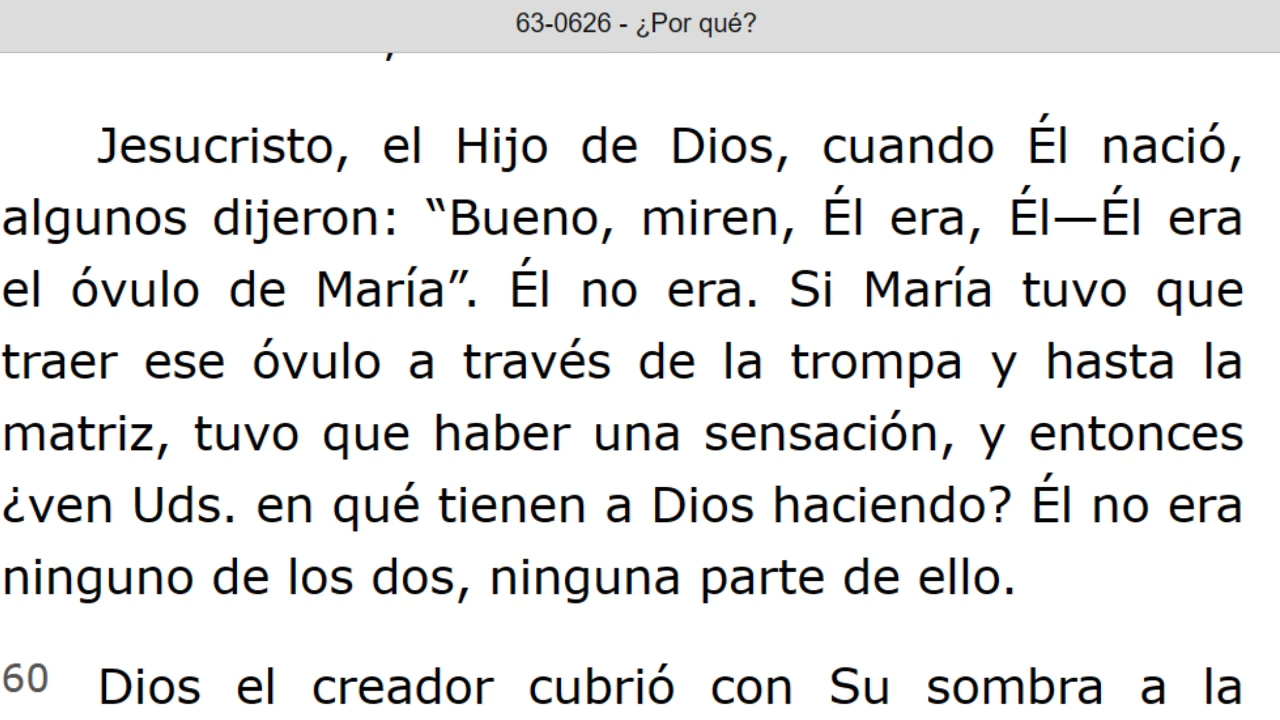 63-0626 - ¿Por qué?
Jesucristo, el Hijo de Dios, cuando Él nació,
algunos dijeron: “Bueno, miren, Él era, Él—Él era
el óvulo de María”. Él no era. Si María tuvo que
traer ese óvulo a través de la trompa y hasta la
matriz, tuvo que haber una sensación, y entonces
¿ven Uds. en qué tienen a Dios haciendo? Él no era
ninguno de los dos, ninguna parte de ello.
60 Dios el creador cubrió con Su sombra a la